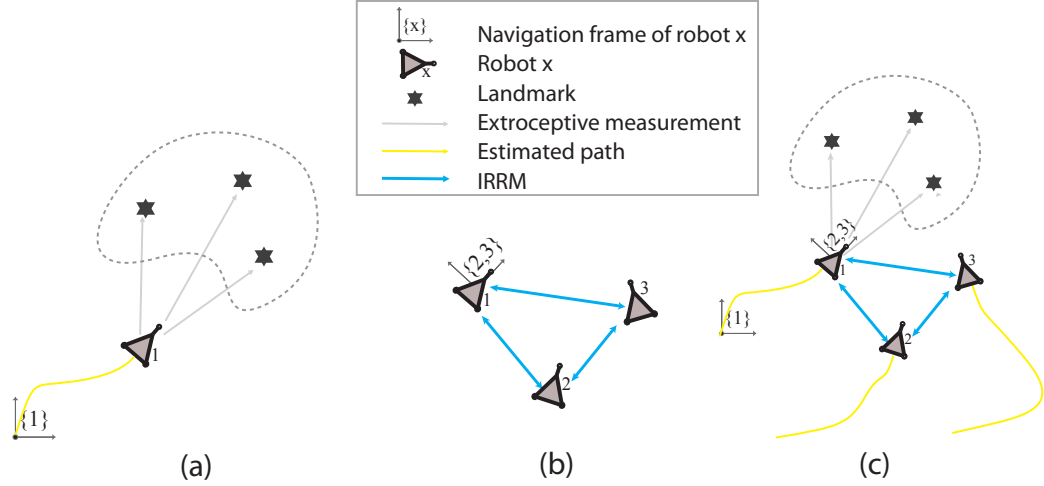 {x}
Navigation frame of robot x
x
Robot x
Landmark
Extroceptive measurement
Estimated path
IRRM
1
{1}
(a)
{2,3}
1
3
2
(b)
{2,3}
1
3
{1}
2
(c)